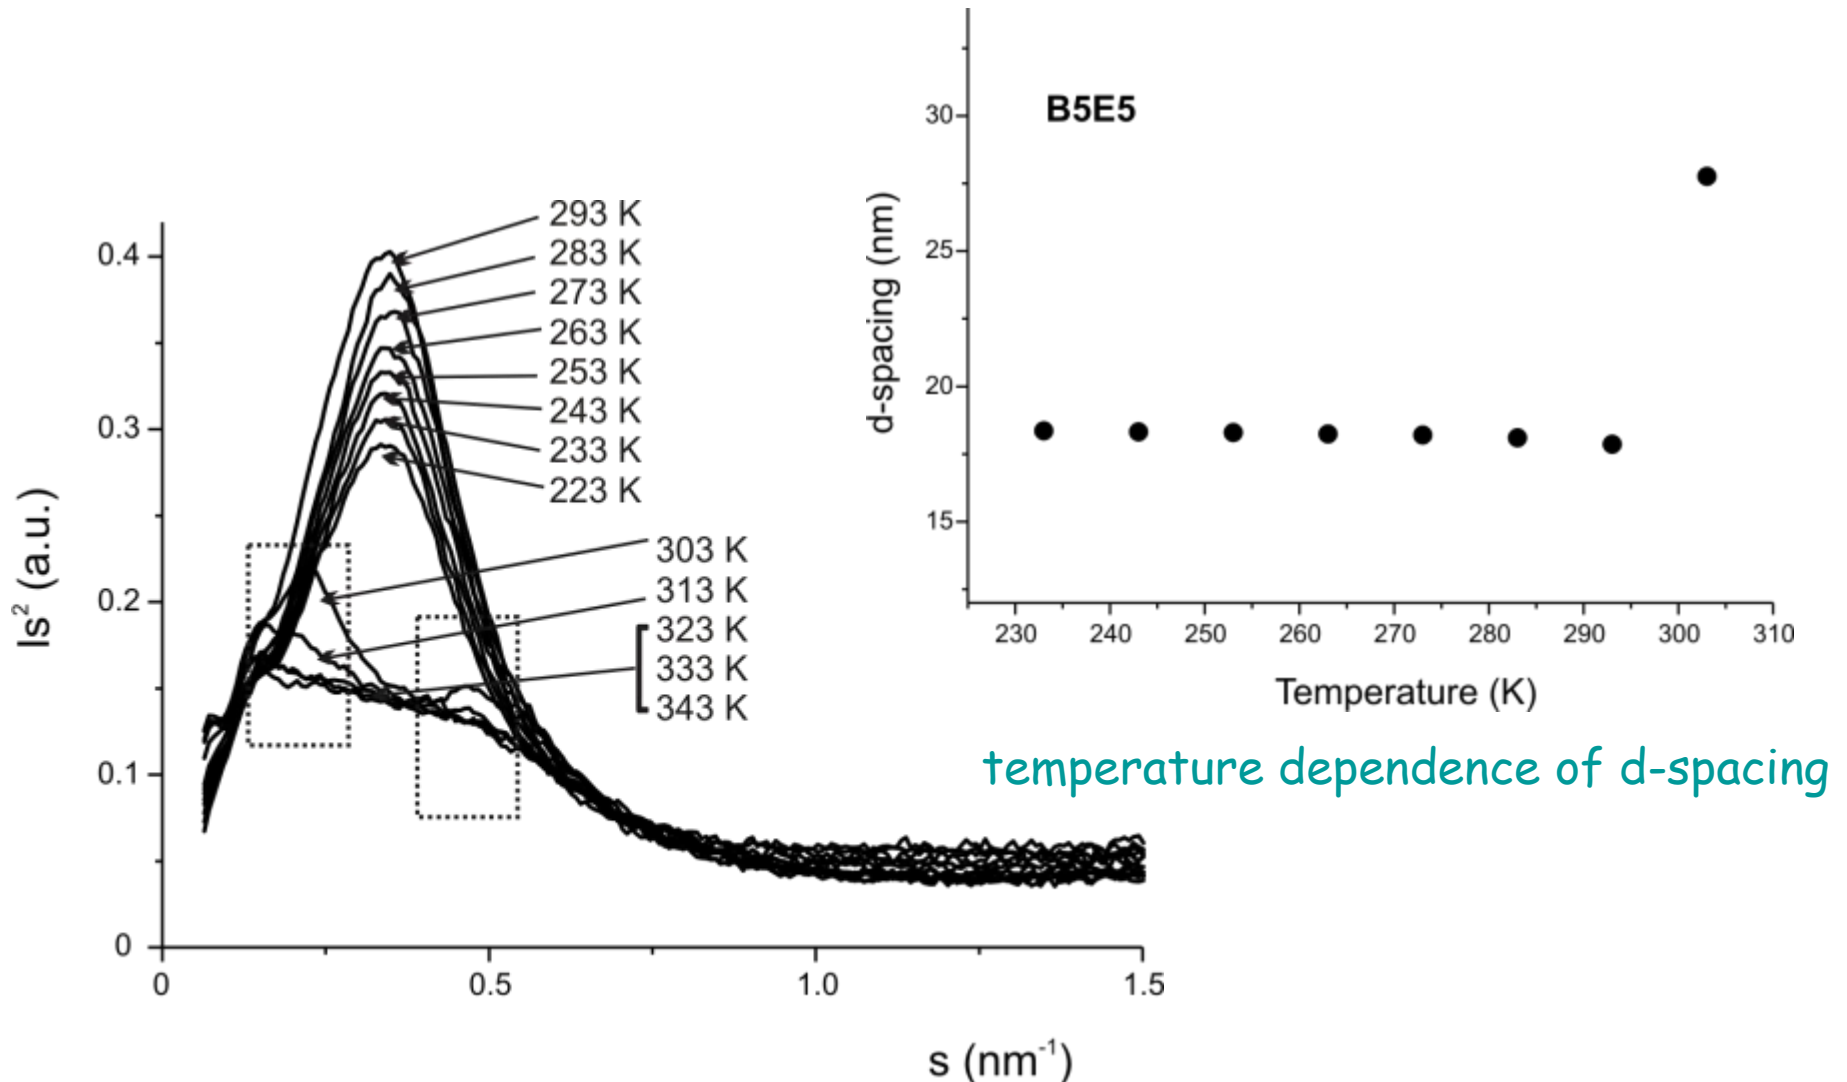 293 K
283 K
273 K
263 K
253 K
243 K
233 K
223 K
303 K
313 K
323 K
333 K
343 K
0.4
0.3
0.2
0.1
0
0
0.5
1.0
1.5
Is² (a.u.)
s (nm⁻¹)
B5E5
30
25
20
15
d-spacing (nm)
230
240
250
260
270
280
290
300
310
Temperature (K)
temperature dependence of d-spacing